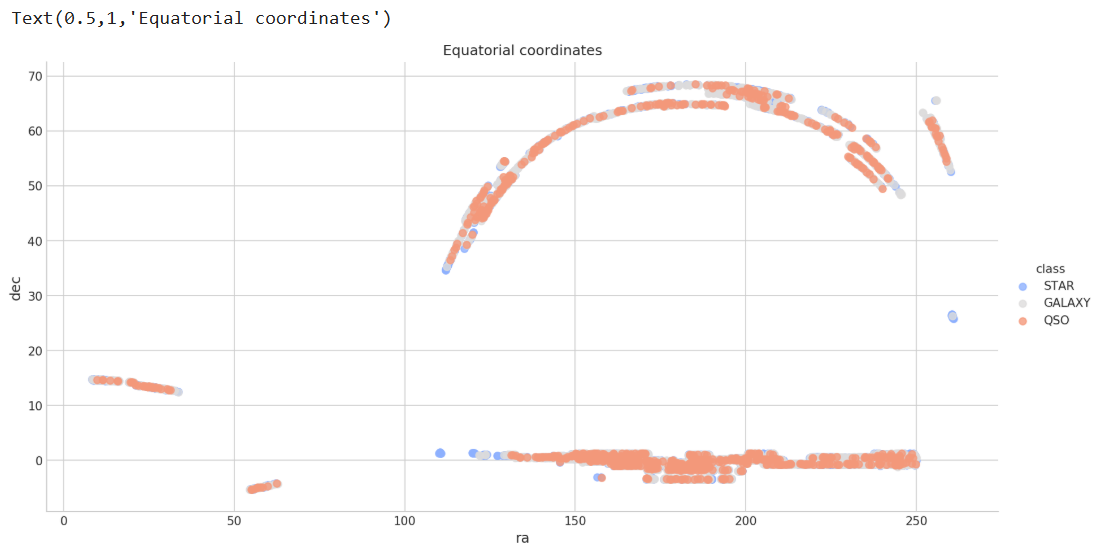 Text(0.5,1,'Equatorial coordinates')
Equatorial coordinates
70
60
50
40
30
20
10
0
dec
0 50 100 150 200 250
ra
class
STAR
GALAXY
QSO